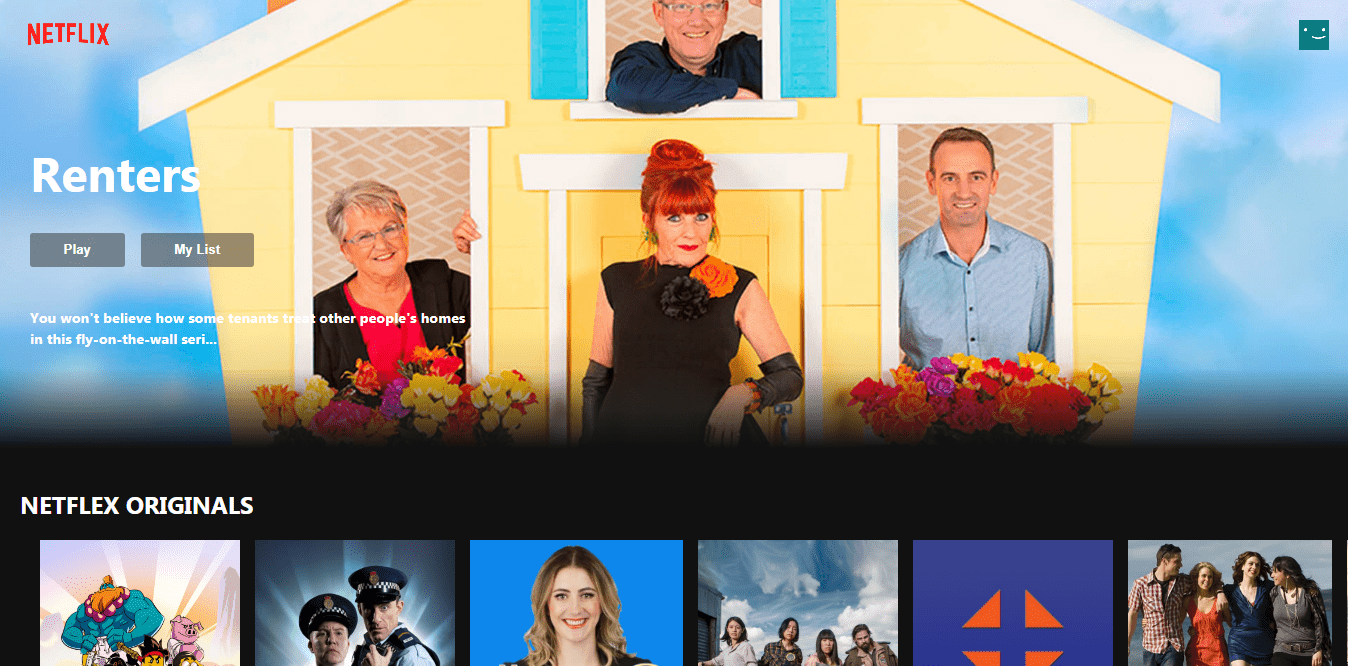 NETFLIX
Renters
Play
My List
You won't believe how some tenants treat other people's homes
in this fly-on-the-wall seri...
NETFLEX ORIGINALS